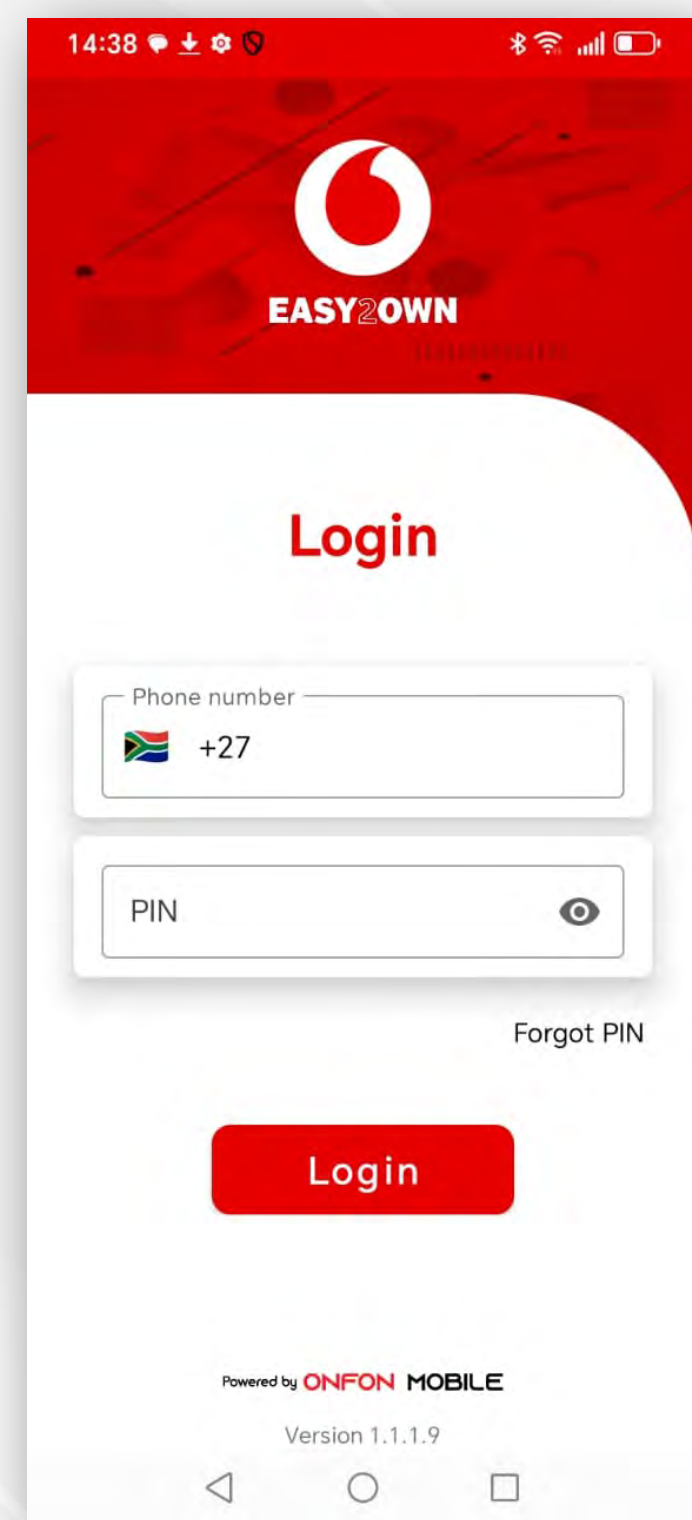 14:38
EASY2OWN
Login
Phone number
+27
PIN
Forgot PIN
Login
Powered by ONFON MOBILE
Version 1.1.1.9